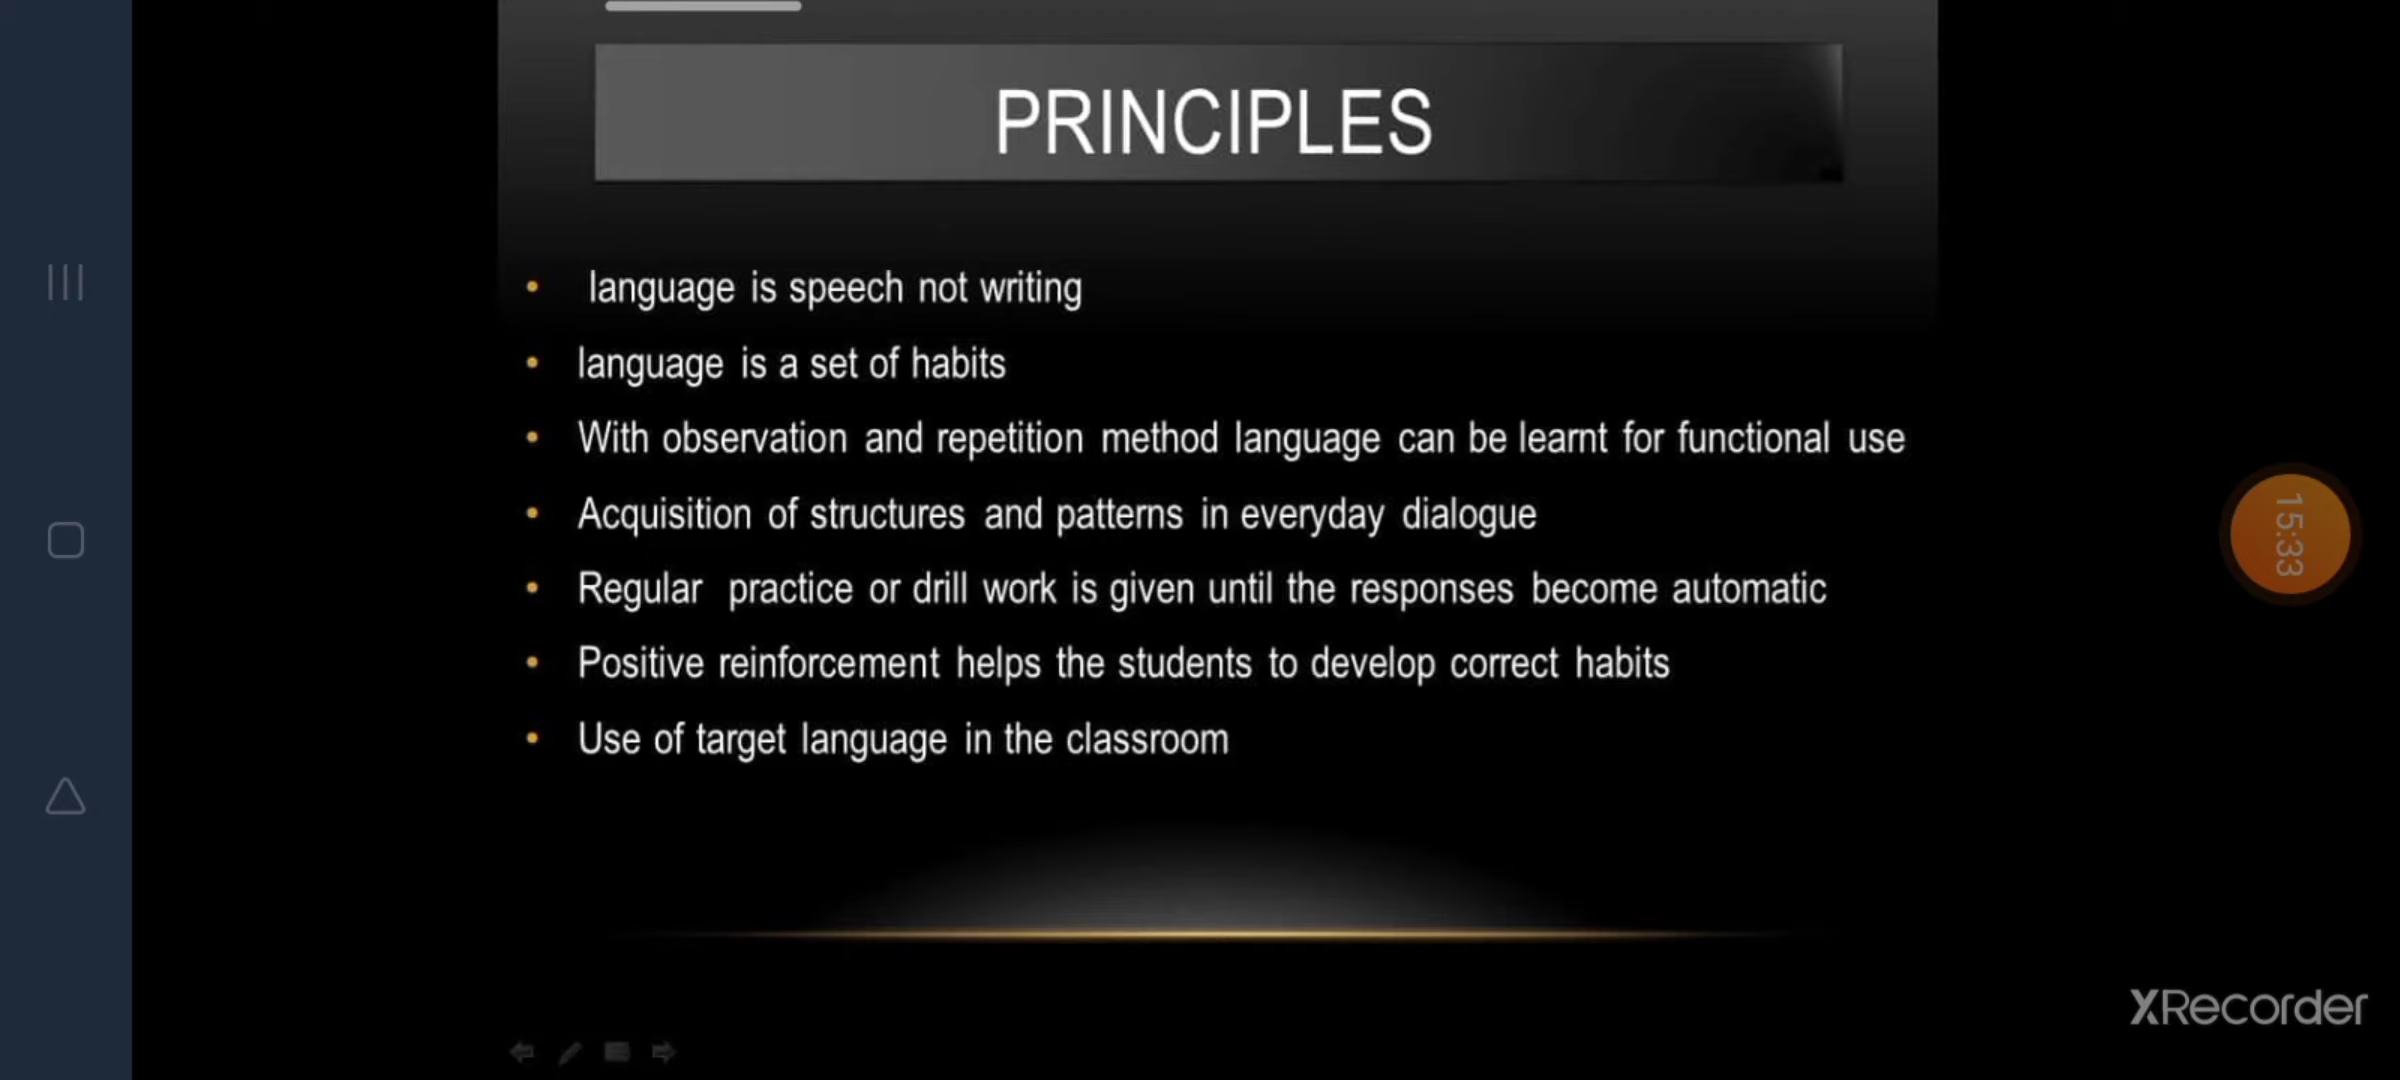 PRINCIPLES
• language is speech not writing
• language is a set of habits
• With observation and repetition method language can be learnt for functional use
• Acquisition of structures and patterns in everyday dialogue
• Regular practice or drill work is given until the responses become automatic
• Positive reinforcement helps the students to develop correct habits
• Use of target language in the classroom
15:33
XRecorder